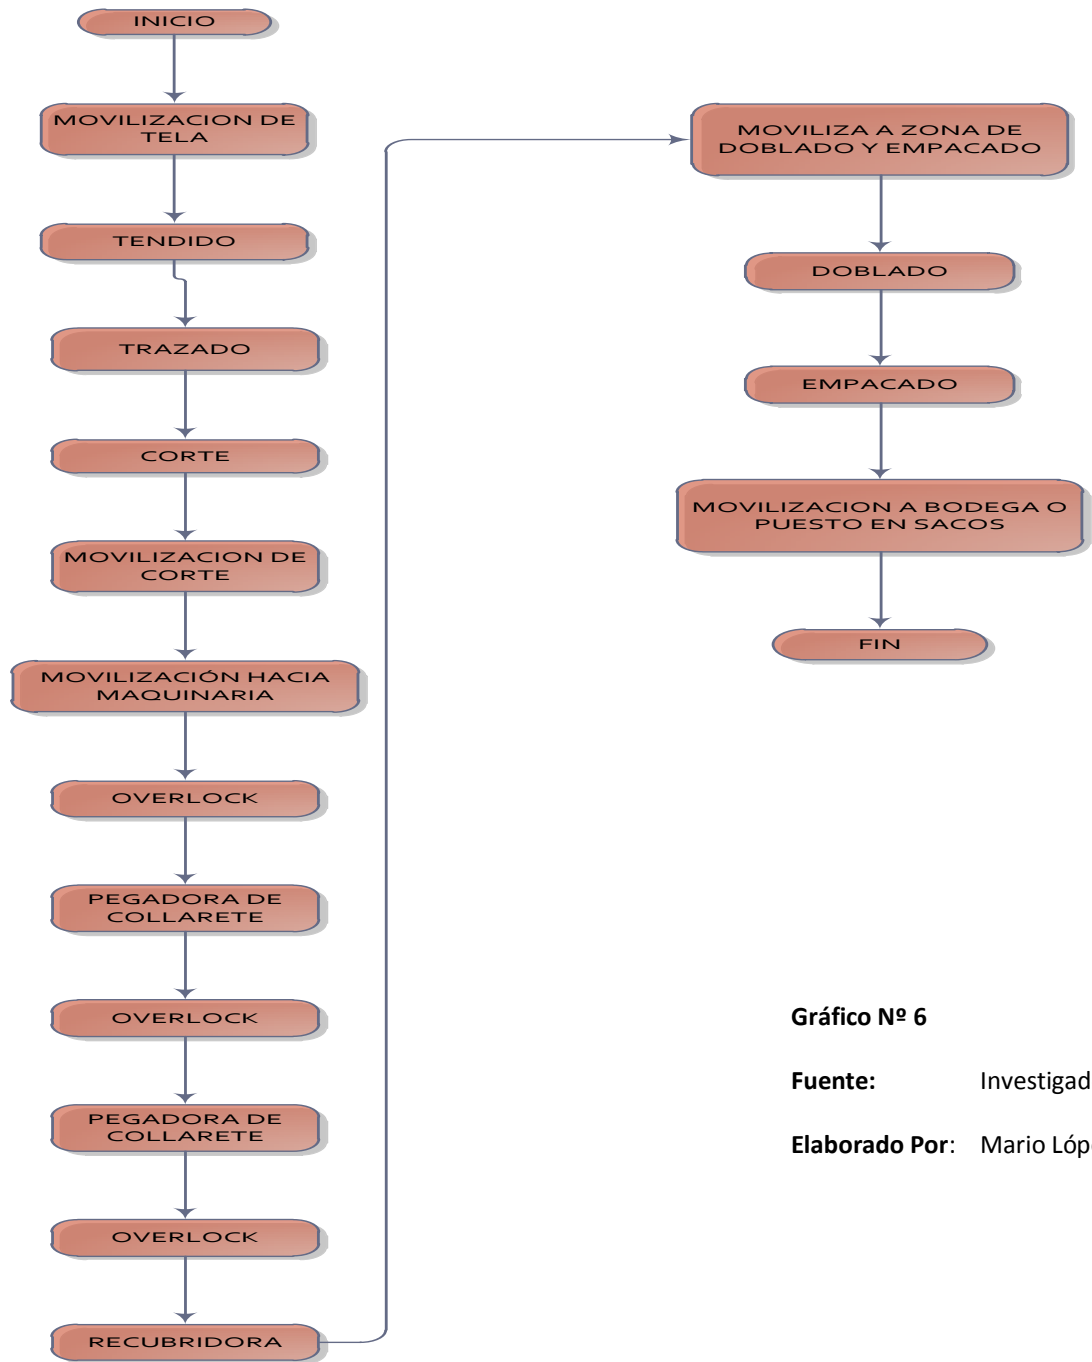 INICIO
MOVILIZACION DE
TELA
TENDIDO
TRAZADO
CORTE
MOVILIZACION DE
CORTE
MOVILIZACIÓN HACIA
MAQUINARIA
OVERLOCK
PEGADORA DE
COLLARETE
OVERLOCK
PEGADORA DE
COLLARETE
OVERLOCK
RECUBRIDORA
MOVILIZA A ZONA DE
DOBLADO Y EMPACADO
DOBLADO
EMPACADO
MOVILIZACION A BODEGA O
PUESTO EN SACOS
FIN
Gráfico Nº 6
Fuente:
Elaborado Por: Mario